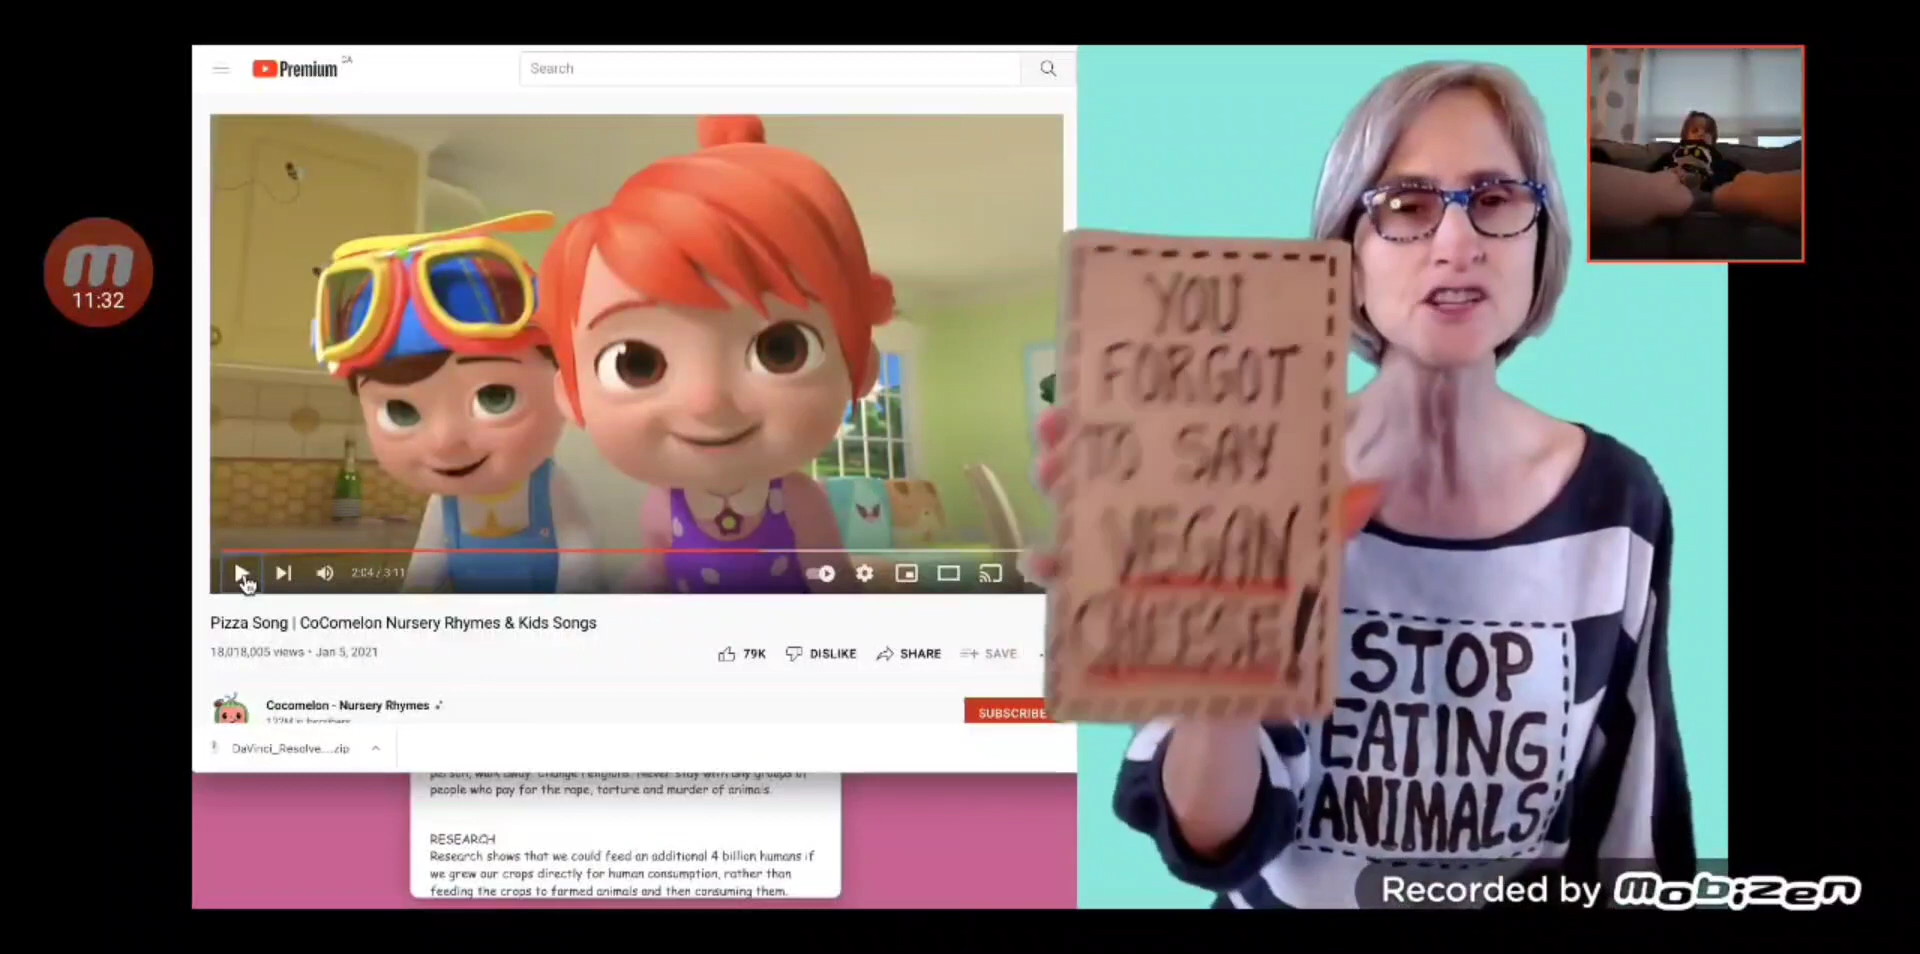 Premium CA
Search
11:32
2:04 / 3:11
Pizza Song | CoComelon Nursery Rhymes & Kids Songs
18,018,005 views • Jan 5, 2021
79K DISLIKE SHARE SAVE
Cocomelon - Nursery Rhymes
SUBSCRIBE
DaVinci_Resolve....zip
people who pay for the rape, torture and murder of animals.
RESEARCH
Research shows that we could feed an additional 4 billion humans if
we grew our crops directly for human consumption, rather than
feeding the crops to farmed animals and then consuming them.
YOU
FORGOT
TO SAY
VEGAN
CHEESE!
STOP
EATING
ANIMALS
Recorded by mobizen